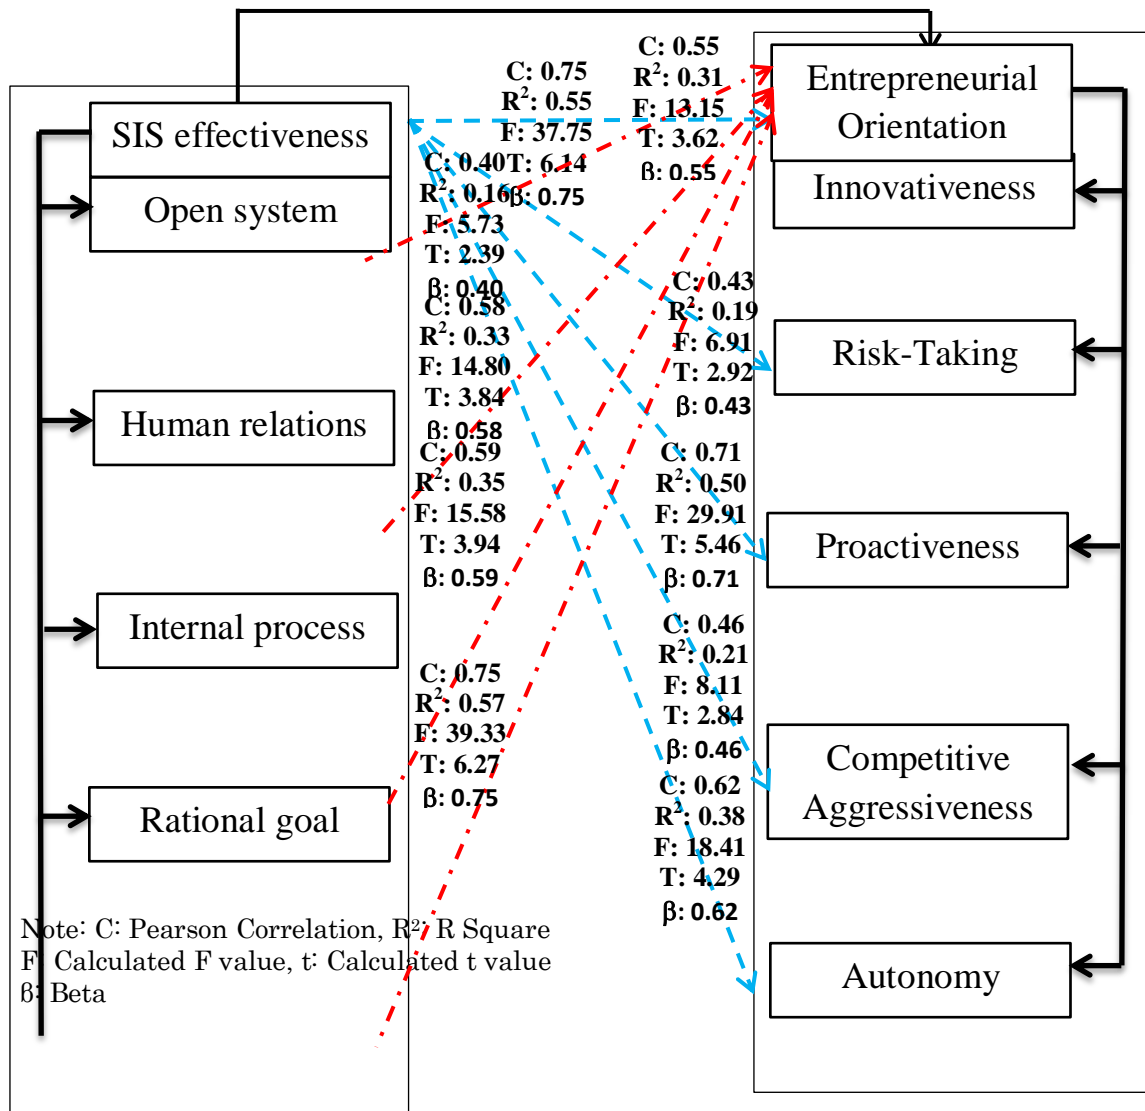 SIS effectiveness
Open system
Human relations
Internal process
Rational goal
C: 0.75
R²: 0.55
F: 37.75
T: 6.14
β: 0.75
C: 0.55
R²: 0.31
F: 13.15
T: 3.62
β: 0.55
C: 0.40
R²: 0.16
F: 5.73
T: 2.39
β: 0.40
C: 0.58
R²: 0.33
F: 14.80
T: 3.84
β: 0.58
C: 0.59
R²: 0.35
F: 15.58
T: 3.94
β: 0.59
C: 0.75
R²: 0.57
F: 39.33
T: 6.27
β: 0.75
C: 0.43
R²: 0.19
F: 6.91
T: 2.92
β: 0.43
C: 0.71
R²: 0.50
F: 29.91
T: 5.46
β: 0.71
C: 0.46
R²: 0.21
F: 8.11
T: 2.84
β: 0.46
C: 0.62
R²: 0.38
F: 18.41
T: 4.29
β: 0.62
Entrepreneurial
Orientation
Innovativeness
Risk-Taking
Proactiveness
Competitive
Aggressiveness
Autonomy
Note: C: Pearson Correlation, R²: R Square
F: Calculated F value, t: Calculated t value
β: Beta